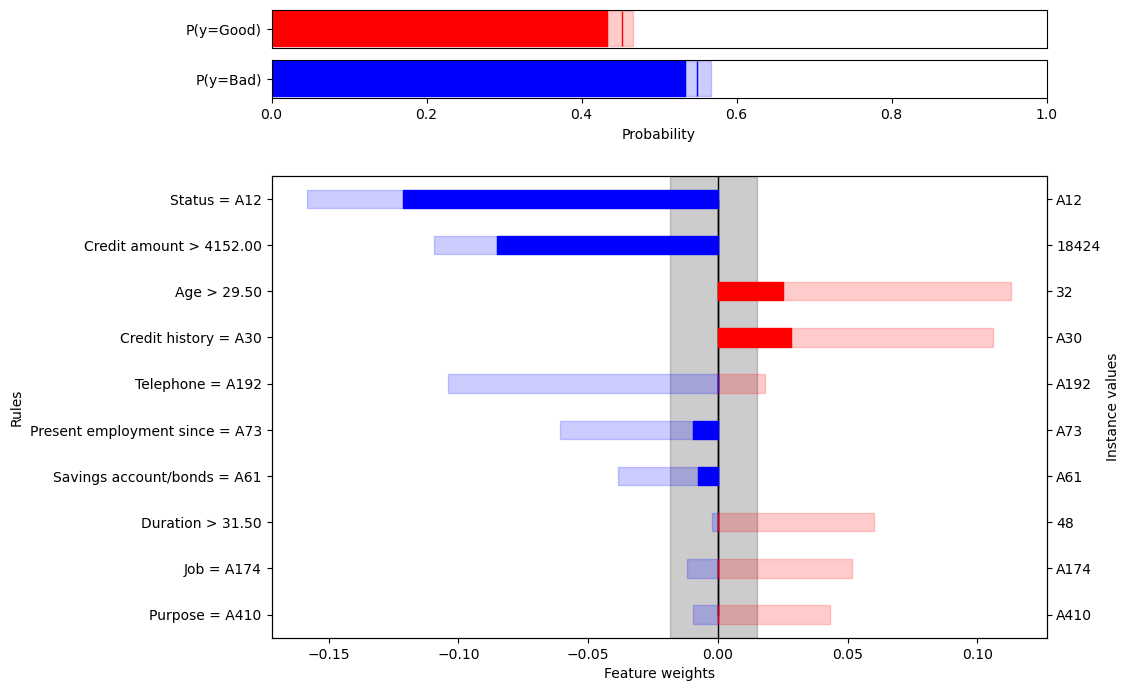 P(y=Good)
P(y=Bad)
0.0 0.2 0.4 0.6 0.8 1.0
Probability
Status = A12 A12
Credit amount > 4152.00 18424
Age > 29.50 32
Credit history = A30 A30
Telephone = A192 A192
Present employment since = A73 A73
Savings account/bonds = A61 A61
Duration > 31.50 48
Job = A174 A174
Purpose = A410 A410
Rules
Instance values
−0.15 −0.10 −0.05 0.00 0.05 0.10
Feature weights